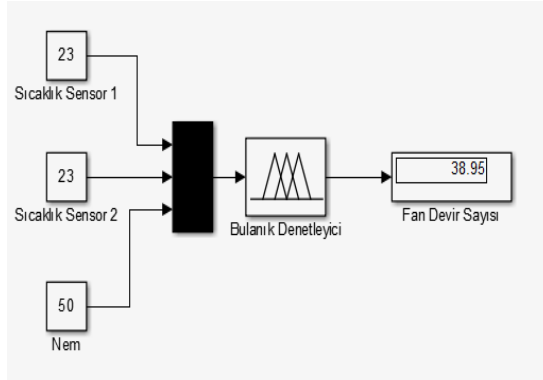 23
Sıcaklık Sensor 1
23
Sıcaklık Sensor 2
50
Nem
Bulanık Denetleyici
38.95
Fan Devir Sayısı